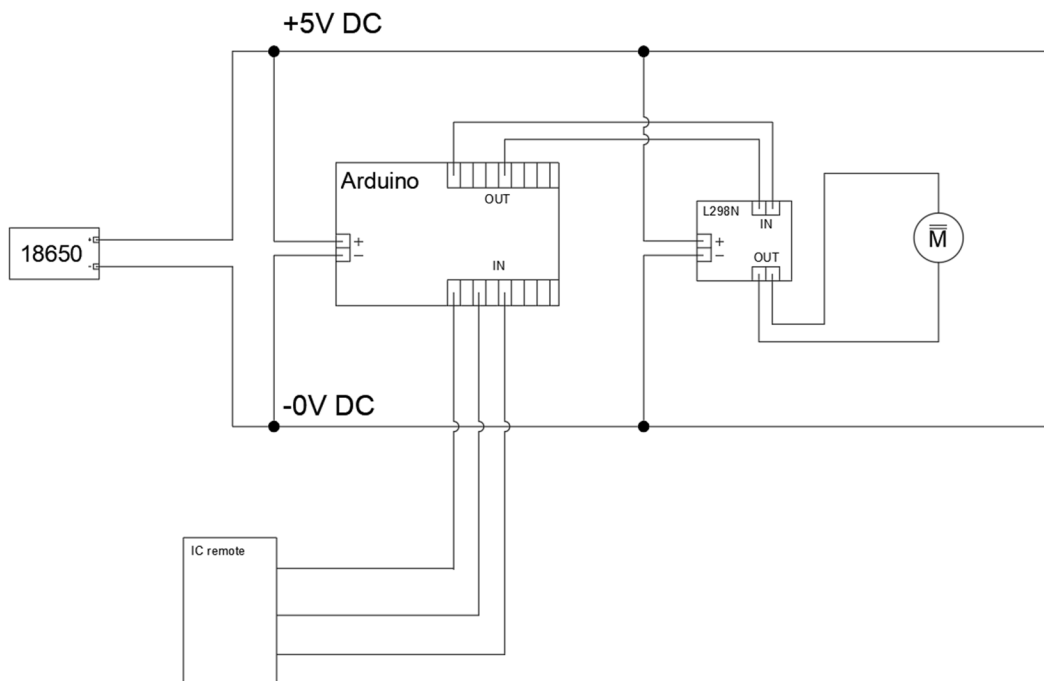 +5V DC
Arduino
OUT
L298N
IN
+
−
+
−
OUT
M
18650
+
-
IN
-0V DC
IC remote